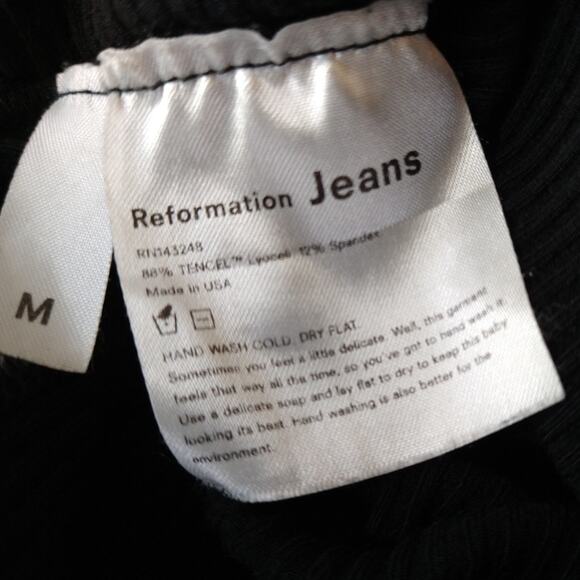 Reformation Jeans
RN143248
88% TENCEL™ Lyocell 12% Spandex
Made in USA
HAND WASH COLD. DRY FLAT.
Sometimes you feel a little delicate. Well, this garment
feels that way all the time, so you've got to hand wash it.
Use a delicate soap and lay flat to dry to keep this baby
looking its best. Hand washing is also better for the
environment.
M